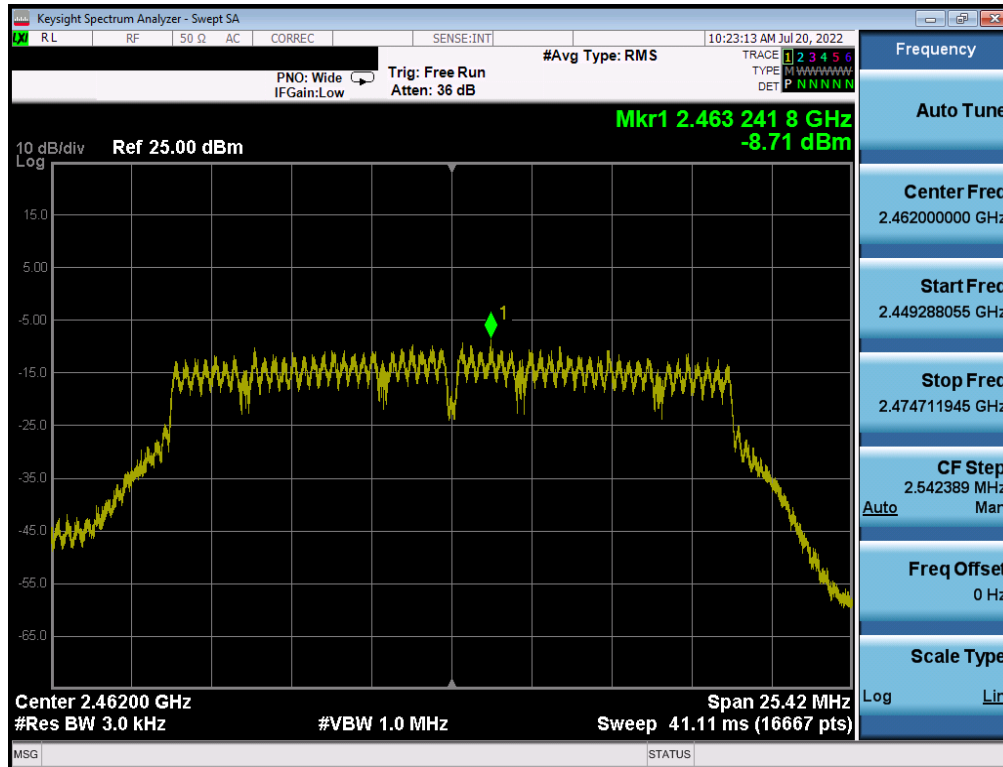 Keysight Spectrum Analyzer - Swept SA
LXI RL RF 50 Ω AC CORREC SENSE:INT 10:23:13 AM Jul 20, 2022
#Avg Type: RMS
TRACE 1 2 3 4 5 6
TYPE M WWWWW
DET P N N N N N
PNO: Wide Trig: Free Run
IFGain:Low Atten: 36 dB
Mkr1 2.463 241 8 GHz
-8.71 dBm
10 dB/div Ref 25.00 dBm
Log
15.0
5.00
-5.00
-15.0
-25.0
-35.0
-45.0
-55.0
-65.0
1
Center 2.46200 GHz Span 25.42 MHz
#Res BW 3.0 kHz #VBW 1.0 MHz Sweep 41.11 ms (16667 pts)
MSG STATUS
Frequency
Auto Tune
Center Freq
2.462000000 GHz
Start Freq
2.449288055 GHz
Stop Freq
2.474711945 GHz
CF Step
2.542389 MHz
Auto Man
Freq Offset
0 Hz
Scale Type
Log Lin